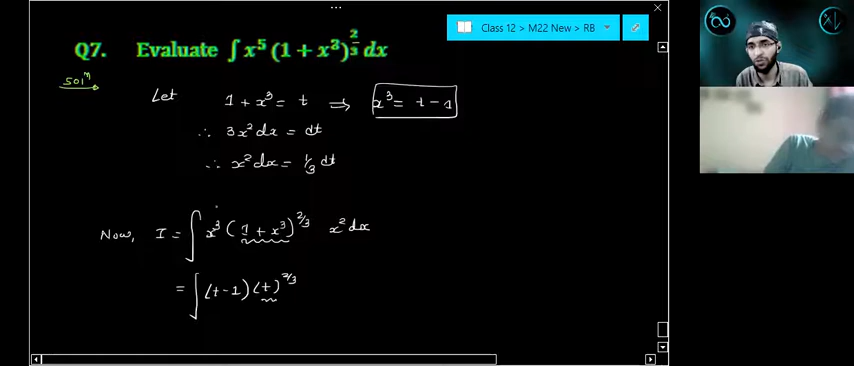 Class 12 > M22 New > RB
Q7. Evaluate ∫ x⁵ (1 + x³)^(2/3) dx
Solⁿ
Let 1 + x³ = t ⇒ x³ = t − 1
∴ 3x² dx = dt
∴ x² dx = 1/3 dt
Now, I = ∫ x³ (1 + x³)^(2/3) x² dx
= ∫ (t − 1) (t)^(2/3)